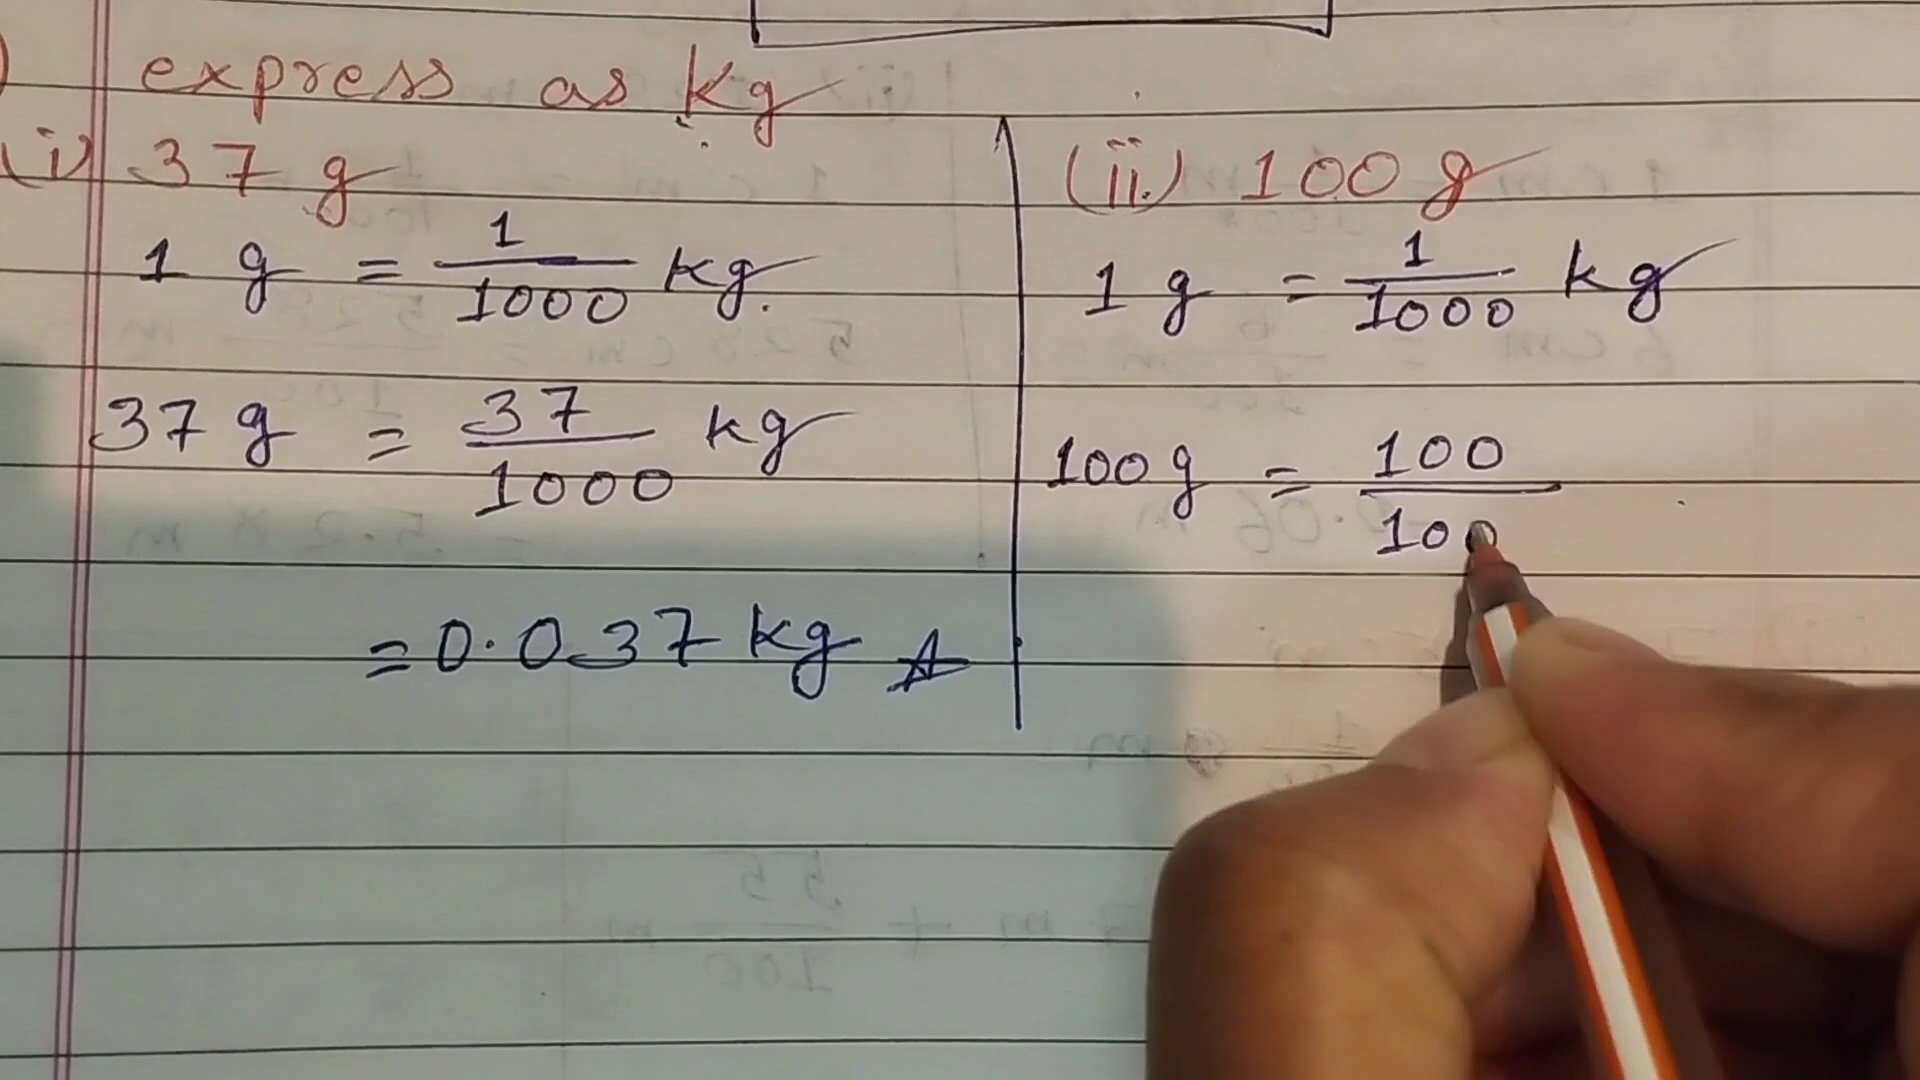 express as kg
(i) 37 g
1 g = 1/1000 kg.
37 g = 37/1000 kg
= 0.037 kg
(ii) 100 g
1 g = 1/1000 kg
100 g = 100/100